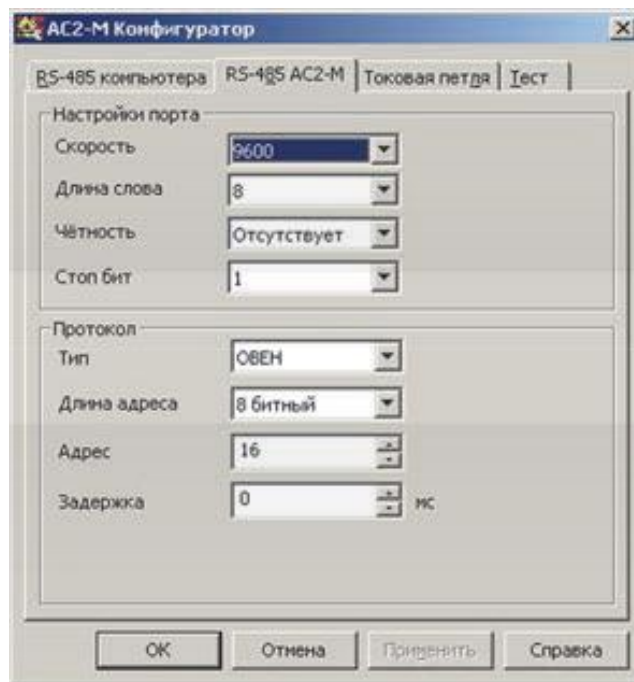 АС2-М Конфигуратор
RS-485 компьютера
RS-485 АС2-М
Токовая петля
Тест
Настройки порта
Скорость 9600
Длина слова 8
Чётность Отсутствует
Стоп бит 1
Протокол
Тип ОВЕН
Длина адреса 8 битный
Адрес 16
Задержка 0 мс
ОК
Отмена
Применить
Справка